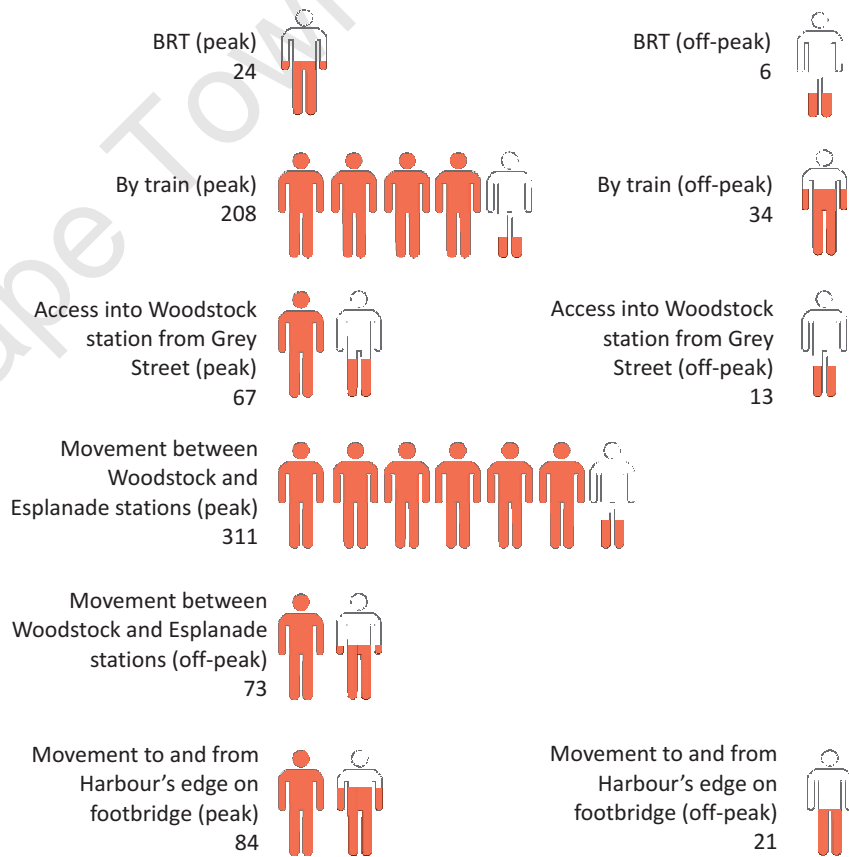 BRT (peak)
24
BRT (off-peak)
6
By train (peak)
208
By train (off-peak)
34
Access into Woodstock
station from Grey
Street (peak)
67
Access into Woodstock
station from Grey
Street (off-peak)
13
Movement between
Woodstock and
Esplanade stations (peak)
311
Movement between
Woodstock and Esplanade
stations (off-peak)
73
Movement to and from
Harbour’s edge on
footbridge (peak)
84
Movement to and from
Harbour’s edge on
footbridge (off-peak)
21
ape Town